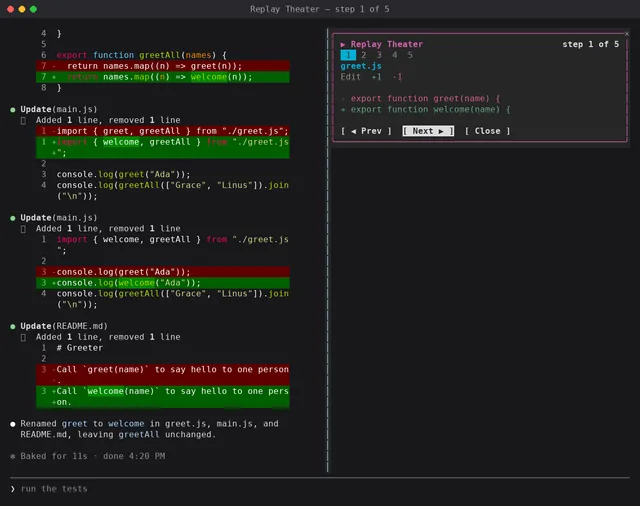 Replay Theater — step 1 of 5
4 }
5
6 export function greetAll(names) {
7 - return names.map((n) => greet(n));
7 + return names.map((n) => welcome(n));
8 }
● Update(main.js)
Added 1 line, removed 1 line
1 -import { greet, greetAll } from "./greet.js";
1 +import { welcome, greetAll } from "./greet.js
+";
2
3 console.log(greet("Ada"));
4 console.log(greetAll(["Grace", "Linus"]).join
("\n"));
● Update(main.js)
Added 1 line, removed 1 line
1 import { welcome, greetAll } from "./greet.js
";
2
3 -console.log(greet("Ada"));
3 +console.log(welcome("Ada"));
4 console.log(greetAll(["Grace", "Linus"]).join
("\n"));
● Update(README.md)
Added 1 line, removed 1 line
1 # Greeter
2
3 -Call `greet(name)` to say hello to one person
-.
3 +Call `welcome(name)` to say hello to one pers
+on.
● Renamed greet to welcome in greet.js, main.js, and
README.md, leaving greetAll unchanged.
✻ Baked for 11s · done 4:20 PM
❯ run the tests
×
▶ Replay Theater step 1 of 5
1 2 3 4 5
greet.js
Edit +1 -1
- export function greet(name) {
+ export function welcome(name) {
[ ◀ Prev ] [ Next ▶ ] [ Close ]